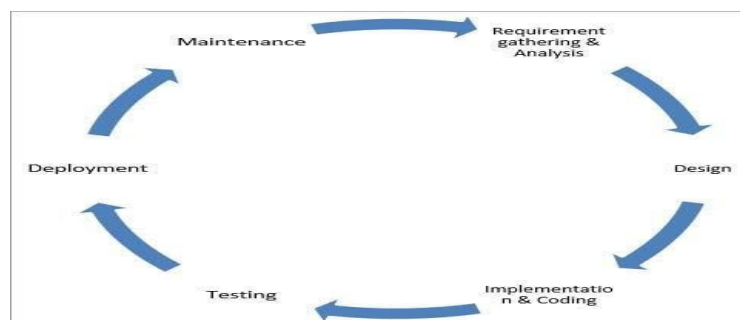 Maintenance
Requirement
gathering &
Analysis
Deployment
Design
Testing
Implementatio
n & Coding